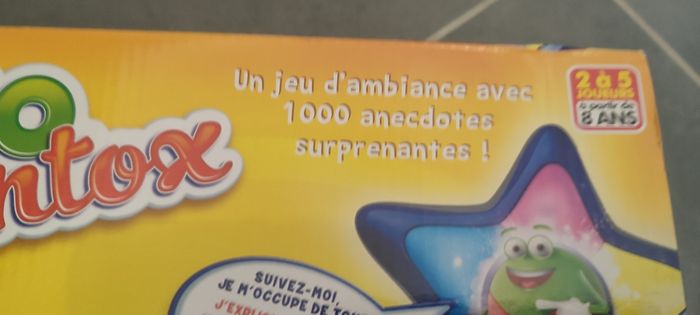 Un jeu d'ambiance avec
1000 anecdotes
surprenantes !
2 à 5
JOUEURS
à partir de
8 ANS
O
ntox
SUIVEZ-MOI,
JE M'OCCUPE DE